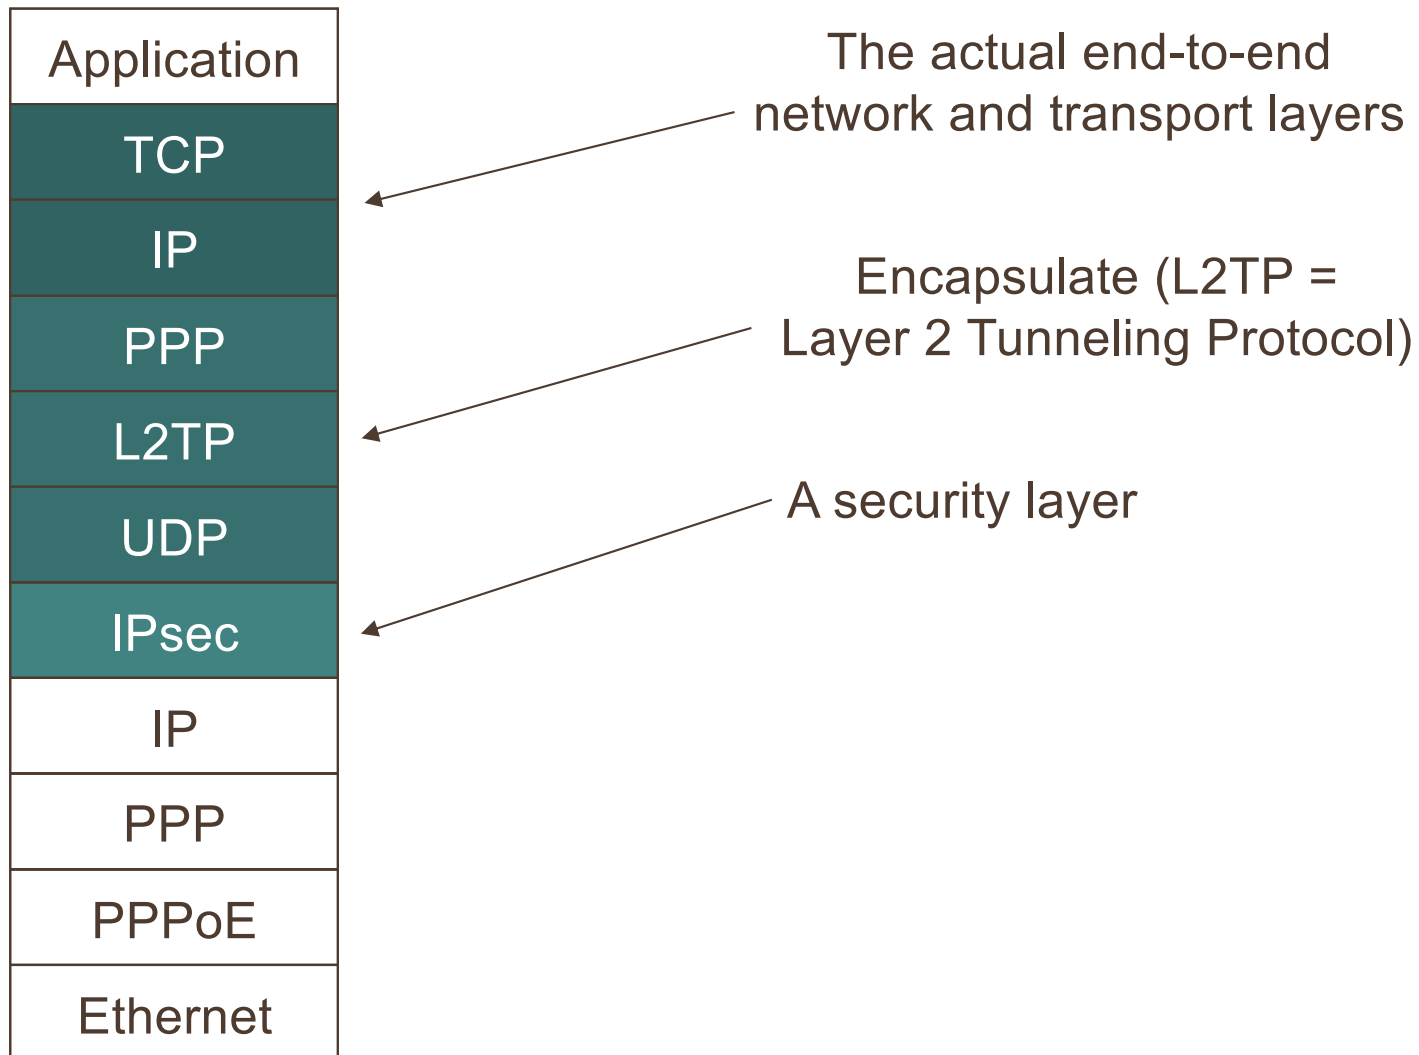 Application
TCP
IP
PPP
L2TP
UDP
IPsec
IP
PPP
PPPoE
Ethernet
The actual end-to-end
network and transport layers
Encapsulate (L2TP =
Layer 2 Tunneling Protocol)
A security layer